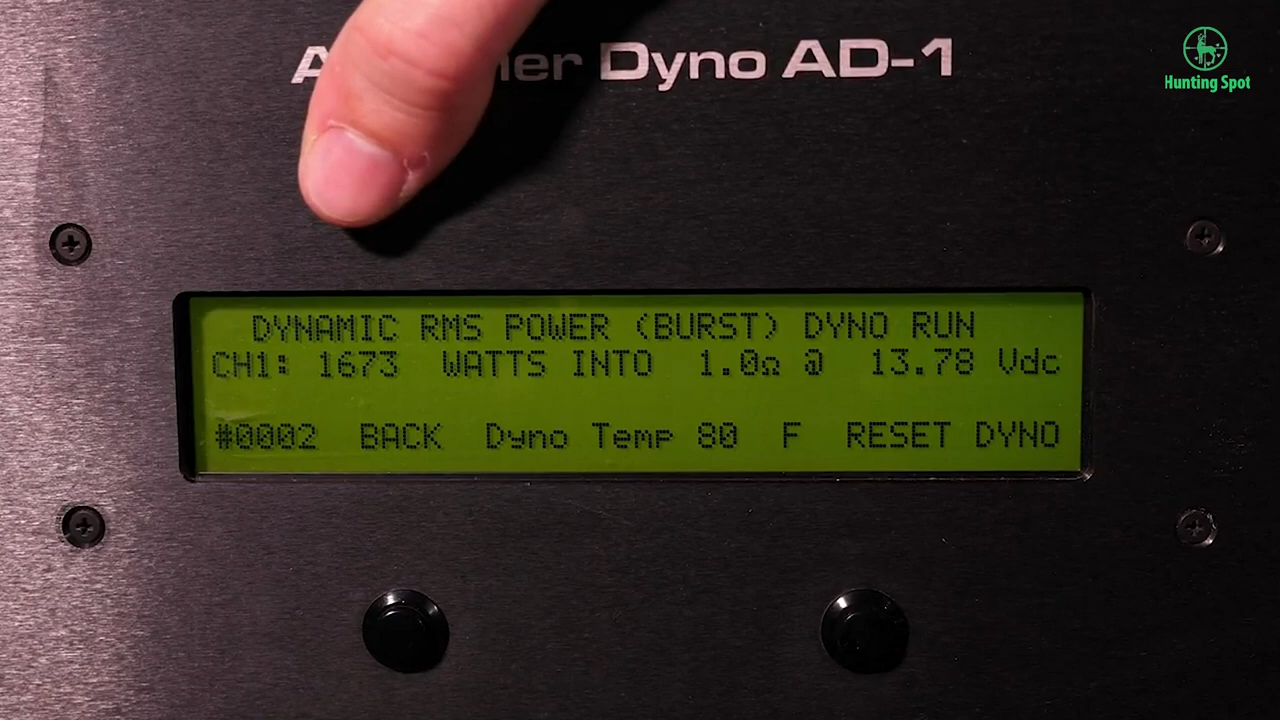 Dyno AD-1
Hunting Spot
DYNAMIC RMS POWER (BURST) DYNO RUN
CH1: 1673 WATTS INTO 1.0Ω @ 13.78 Vdc
#0002 BACK Dyno Temp 80 F RESET DYNO